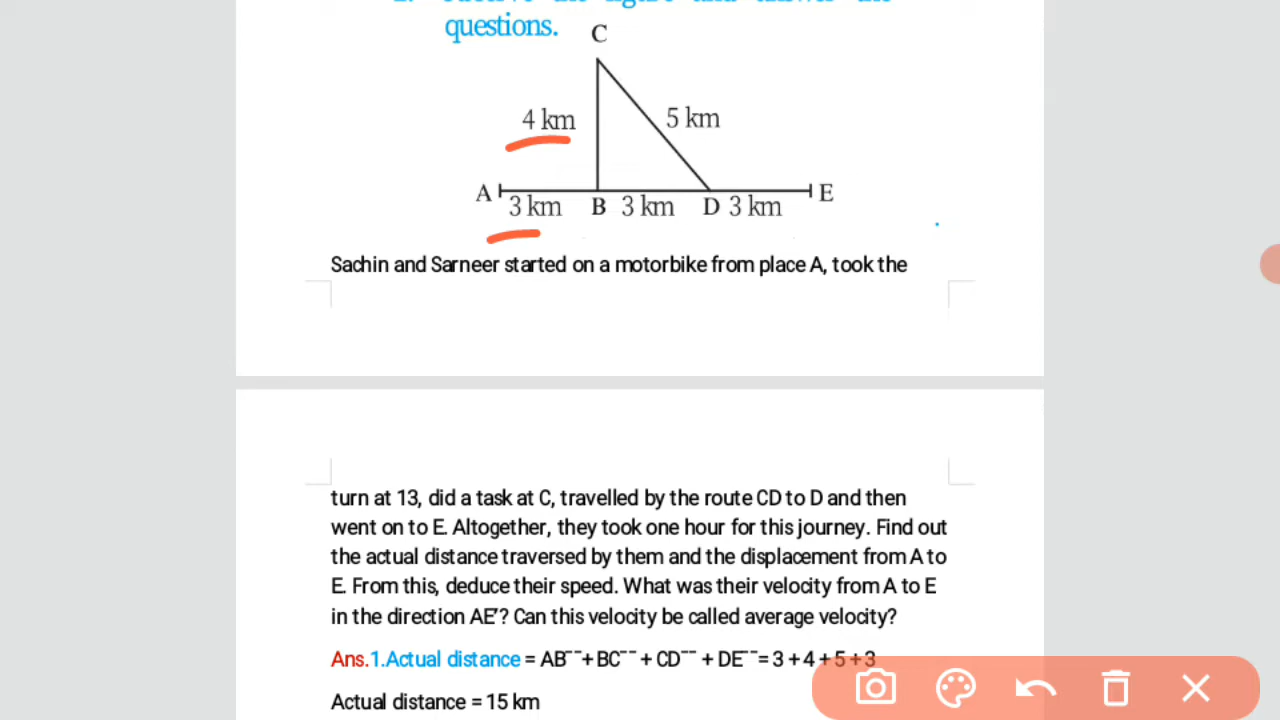 questions.
C
4 km
5 km
A
E
3 km
B
3 km
D
3 km
Sachin and Sarneer started on a motorbike from place A, took the
turn at 13, did a task at C, travelled by the route CD to D and then
went on to E. Altogether, they took one hour for this journey. Find out
the actual distance traversed by them and the displacement from A to
E. From this, deduce their speed. What was their velocity from A to E
in the direction AE'? Can this velocity be called average velocity?
Ans.1.Actual distance = AB¯¯+ BC¯¯ + CD¯¯ + DE¯¯= 3 + 4 + 5 + 3
Actual distance = 15 km